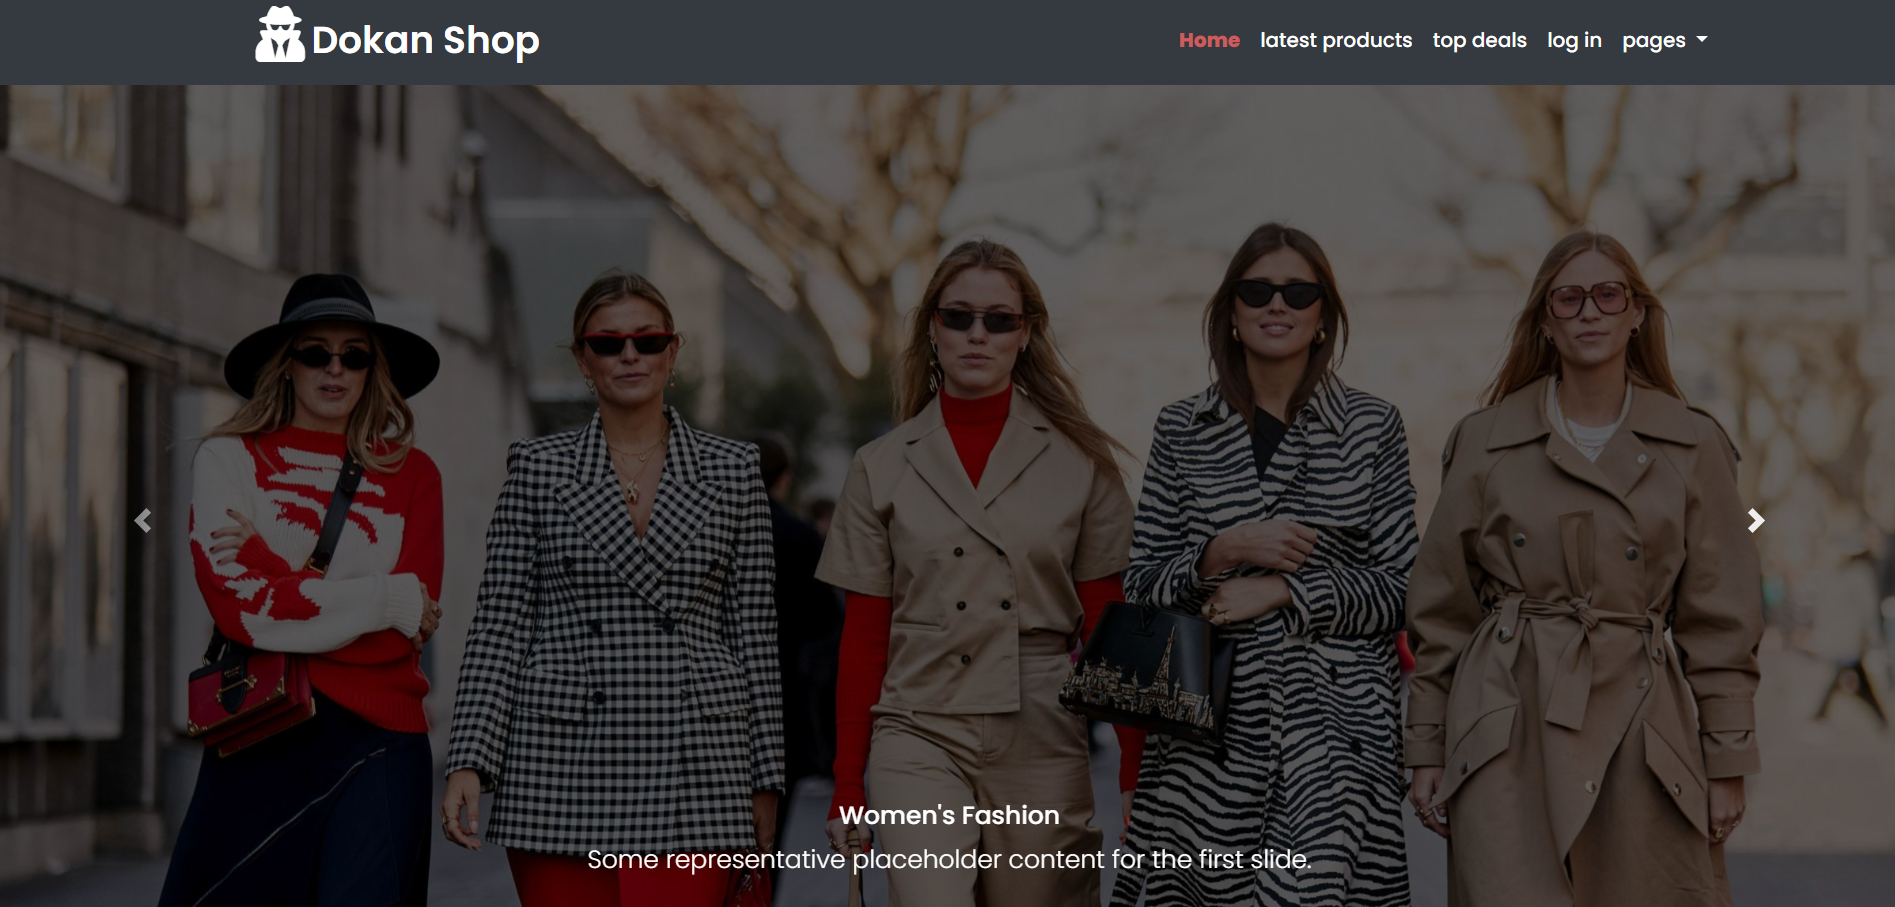 Dokan Shop
Home latest products top deals log in pages
Women's Fashion
Some representative placeholder content for the first slide.